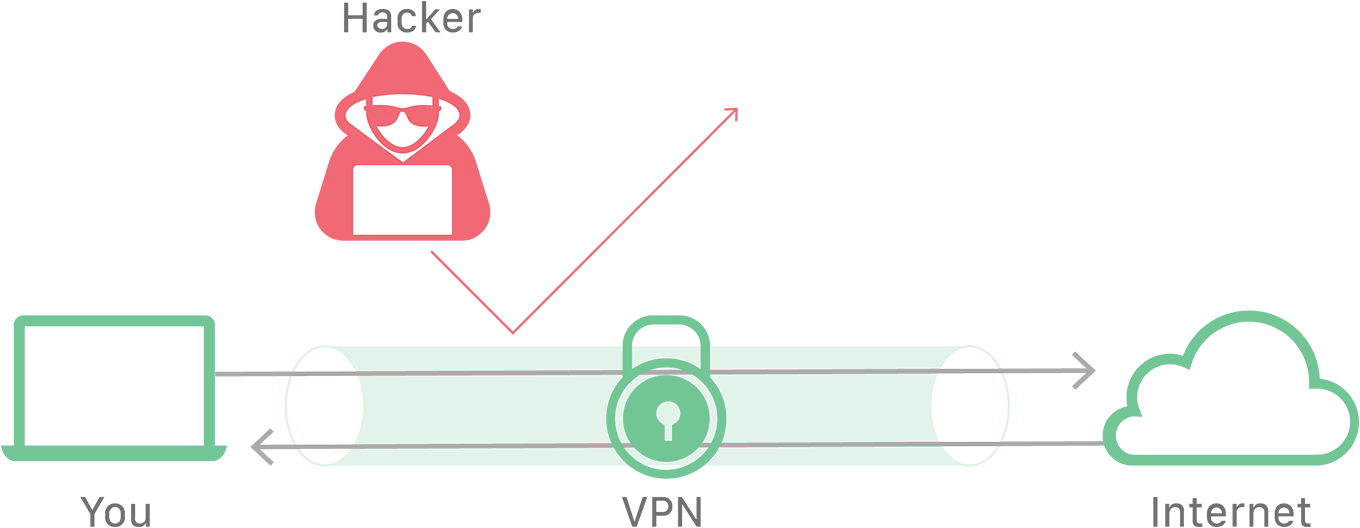 Hacker
You
VPN
Internet